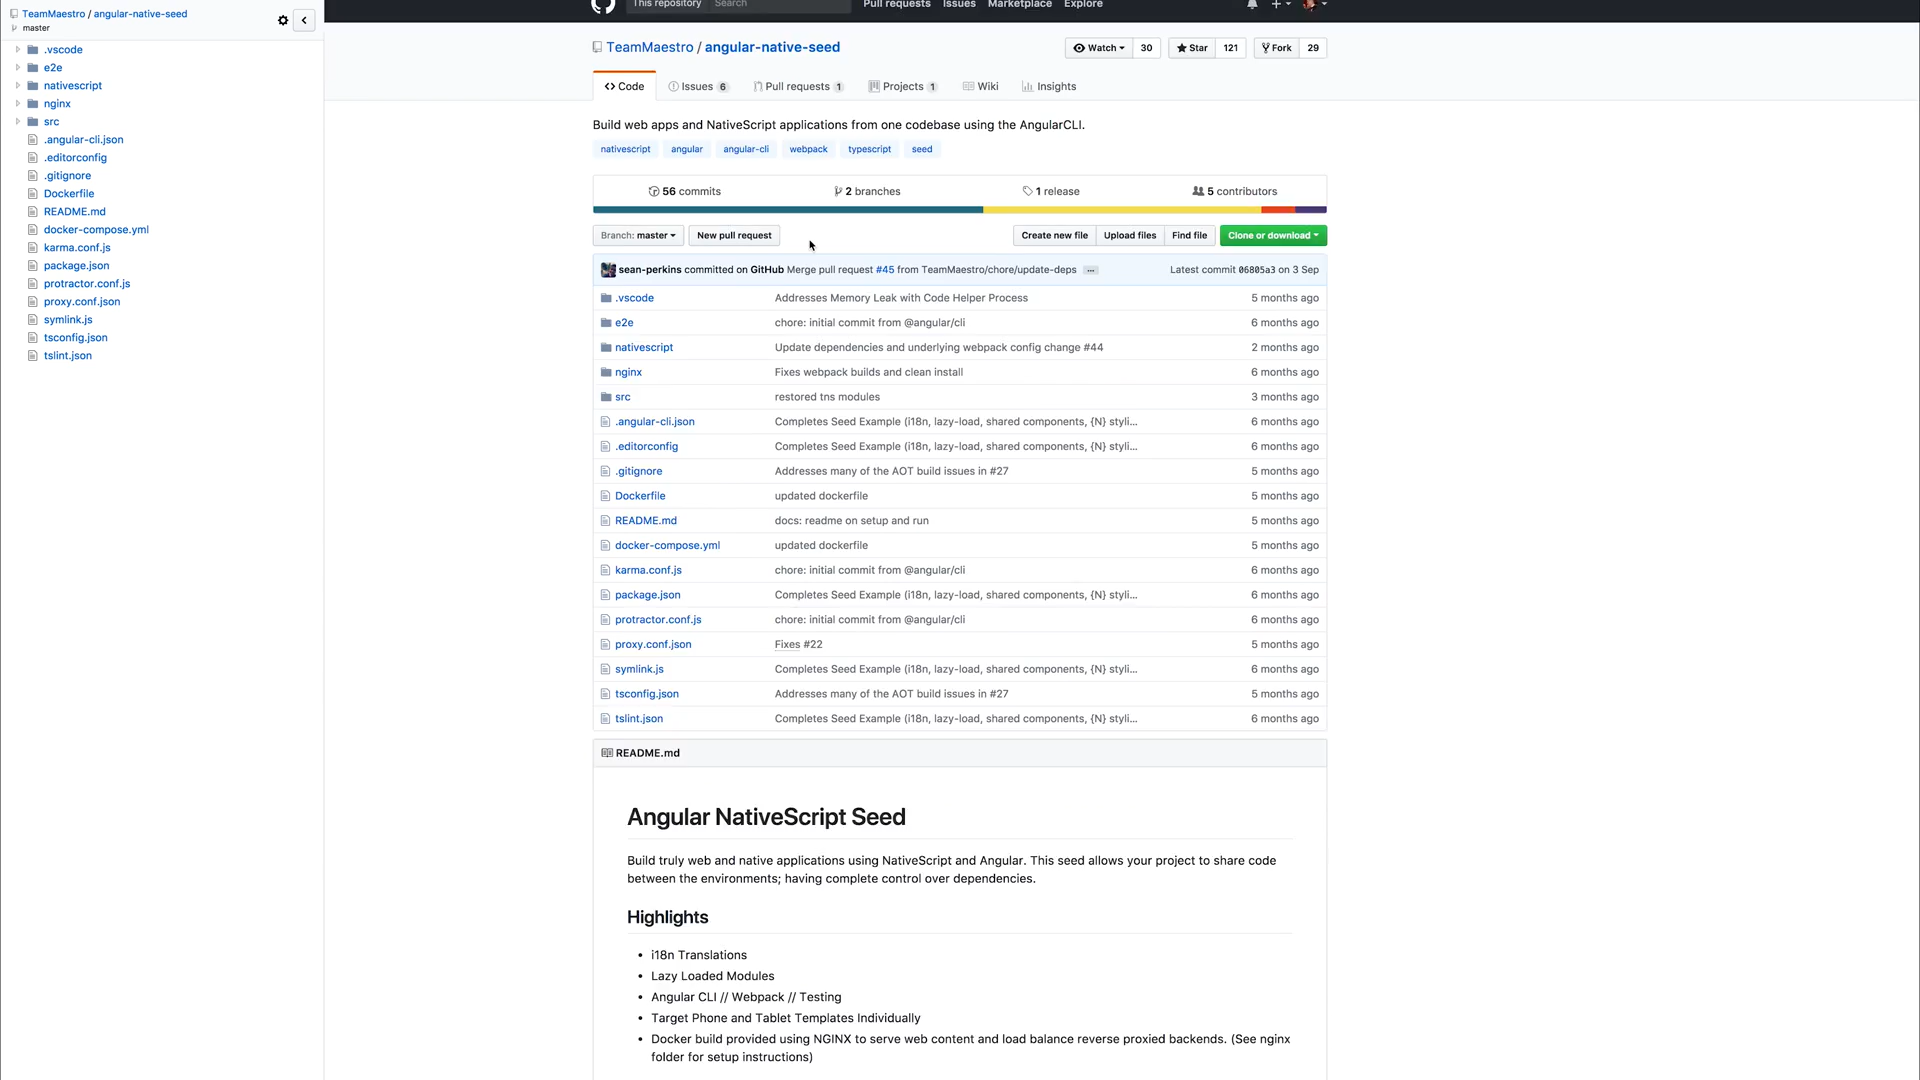 TeamMaestro / angular-native-seed
master
.vscode
e2e
nativescript
nginx
src
.angular-cli.json
.editorconfig
.gitignore
Dockerfile
README.md
docker-compose.yml
karma.conf.js
package.json
protractor.conf.js
proxy.conf.json
symlink.js
tsconfig.json
tslint.json
This repository Search Pull requests Issues Marketplace Explore
TeamMaestro / angular-native-seed
Watch 30 Star 121 Fork 29
Code Issues 6 Pull requests 1 Projects 1 Wiki Insights
Build web apps and NativeScript applications from one codebase using the AngularCLI.
nativescript angular angular-cli webpack typescript seed
56 commits 2 branches 1 release 5 contributors
Branch: master New pull request Create new file Upload files Find file Clone or download
sean-perkins committed on GitHub Merge pull request #45 from TeamMaestro/chore/update-deps ... Latest commit 06805a3 on 3 Sep
.vscode Addresses Memory Leak with Code Helper Process 5 months ago
e2e chore: initial commit from @angular/cli 6 months ago
nativescript Update dependencies and underlying webpack config change #44 2 months ago
nginx Fixes webpack builds and clean install 6 months ago
src restored tns modules 3 months ago
.angular-cli.json Completes Seed Example (i18n, lazy-load, shared components, {N} styli... 6 months ago
.editorconfig Completes Seed Example (i18n, lazy-load, shared components, {N} styli... 6 months ago
.gitignore Addresses many of the AOT build issues in #27 5 months ago
Dockerfile updated dockerfile 5 months ago
README.md docs: readme on setup and run 5 months ago
docker-compose.yml updated dockerfile 5 months ago
karma.conf.js chore: initial commit from @angular/cli 6 months ago
package.json Completes Seed Example (i18n, lazy-load, shared components, {N} styli... 6 months ago
protractor.conf.js chore: initial commit from @angular/cli 6 months ago
proxy.conf.json Fixes #22 5 months ago
symlink.js Completes Seed Example (i18n, lazy-load, shared components, {N} styli... 6 months ago
tsconfig.json Addresses many of the AOT build issues in #27 5 months ago
tslint.json Completes Seed Example (i18n, lazy-load, shared components, {N} styli... 6 months ago
README.md
Angular NativeScript Seed
Build truly web and native applications using NativeScript and Angular. This seed allows your project to share code
between the environments; having complete control over dependencies.
Highlights
• i18n Translations
• Lazy Loaded Modules
• Angular CLI // Webpack // Testing
• Target Phone and Tablet Templates Individually
• Docker build provided using NGINX to serve web content and load balance reverse proxied backends. (See nginx
folder for setup instructions)